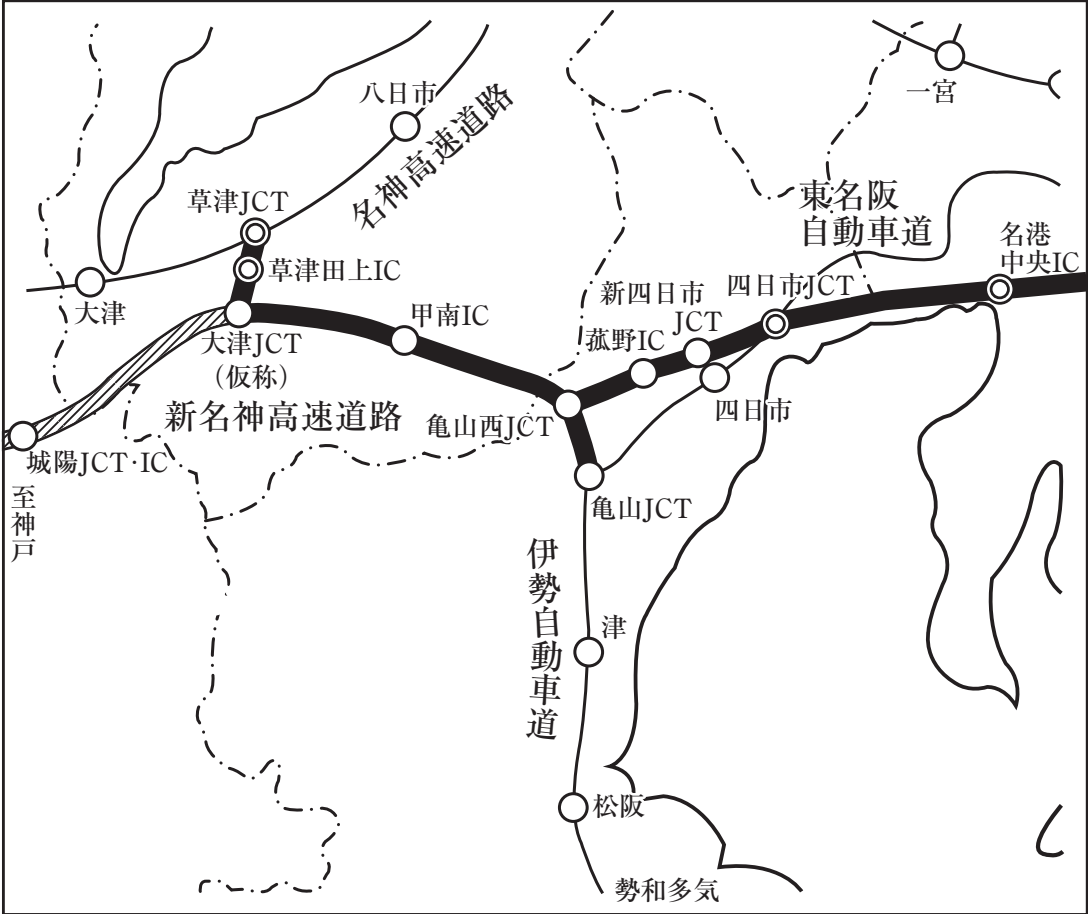 一宮
八日市
名神高速道路
草津JCT
東名阪
自動車道
名港
中央IC
草津田上IC
大津
四日市JCT
新四日市
JCT
甲南IC
菰野IC
大津JCT
（仮称）
四日市
新名神高速道路
亀山西JCT
城陽JCT･IC
至神戸
亀山JCT
伊勢自動車道
津
松阪
勢和多気